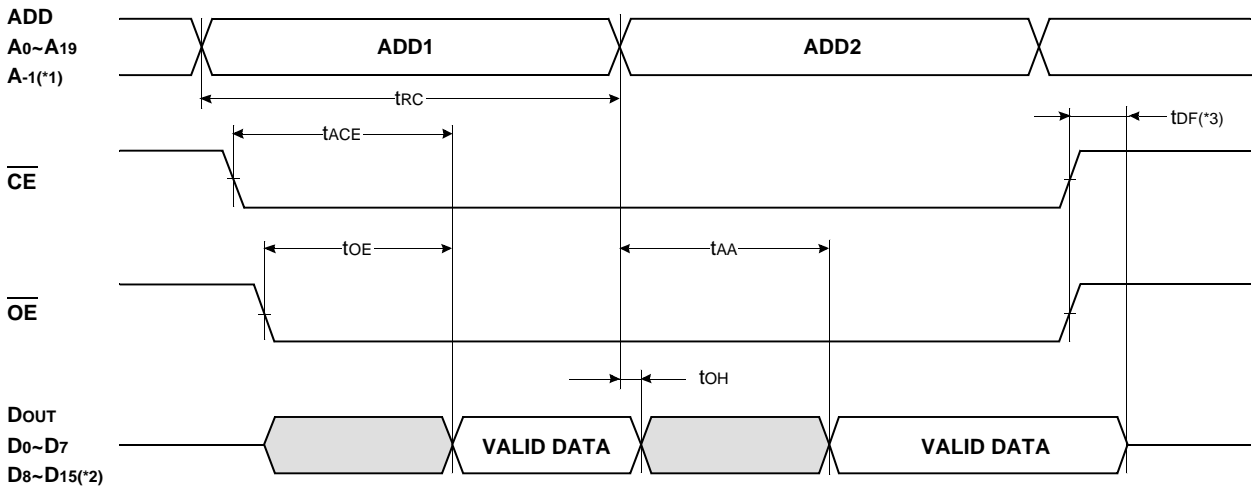 ADD
A0~A19
A-1(*1)
ADD1
ADD2
tRC
tACE
tDF(*3)
CE
tOE
tAA
OE
tOH
DOUT
D0~D7
D8~D15(*2)
VALID DATA
VALID DATA